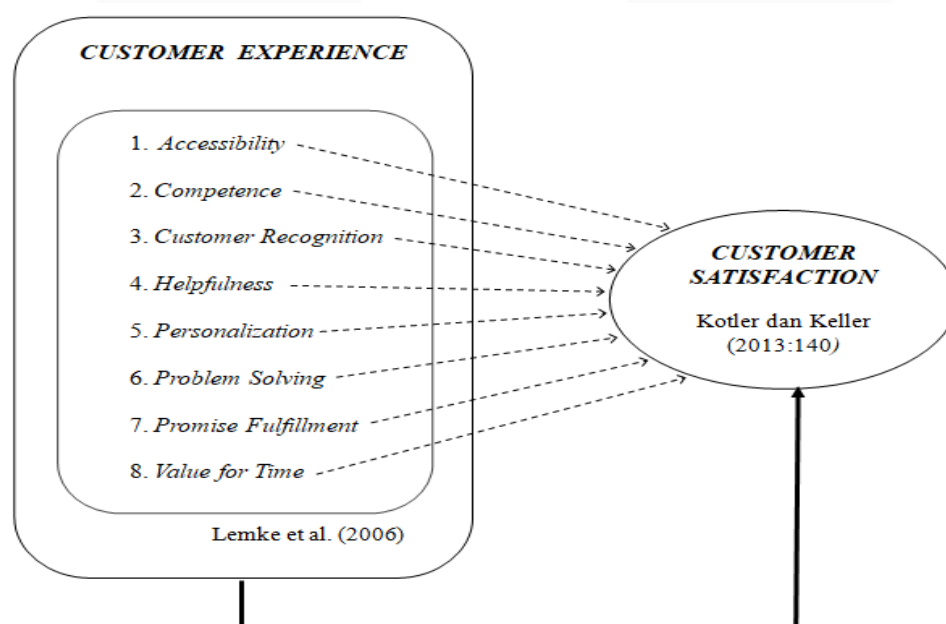 CUSTOMER EXPERIENCE
1. Accessibility
2. Competence
3. Customer Recognition
4. Helpfulness
5. Personalization
6. Problem Solving
7. Promise Fulfillment
8. Value for Time
Lemke et al. (2006)
CUSTOMER
SATISFACTION
Kotler dan Keller
(2013:140)